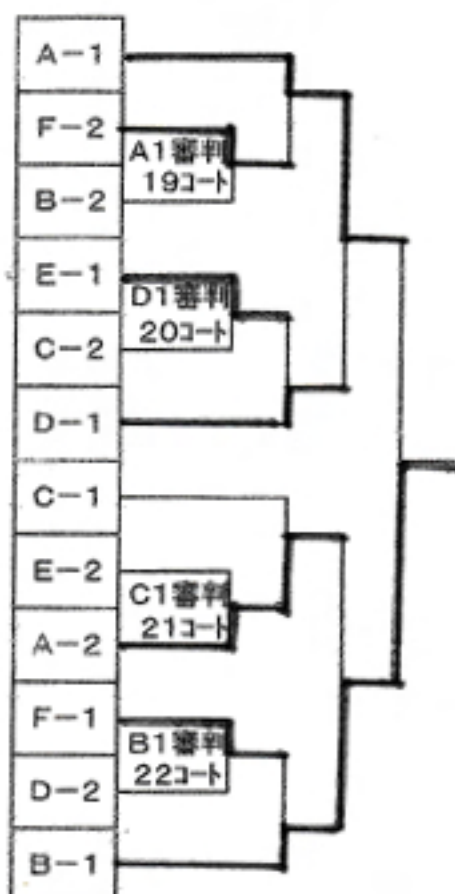 A-1
F-2
A1審判
19コート
B-2
E-1
D1審判
20コート
C-2
D-1
C-1
E-2
C1審判
21コート
A-2
F-1
B1審判
22コート
D-2
B-1